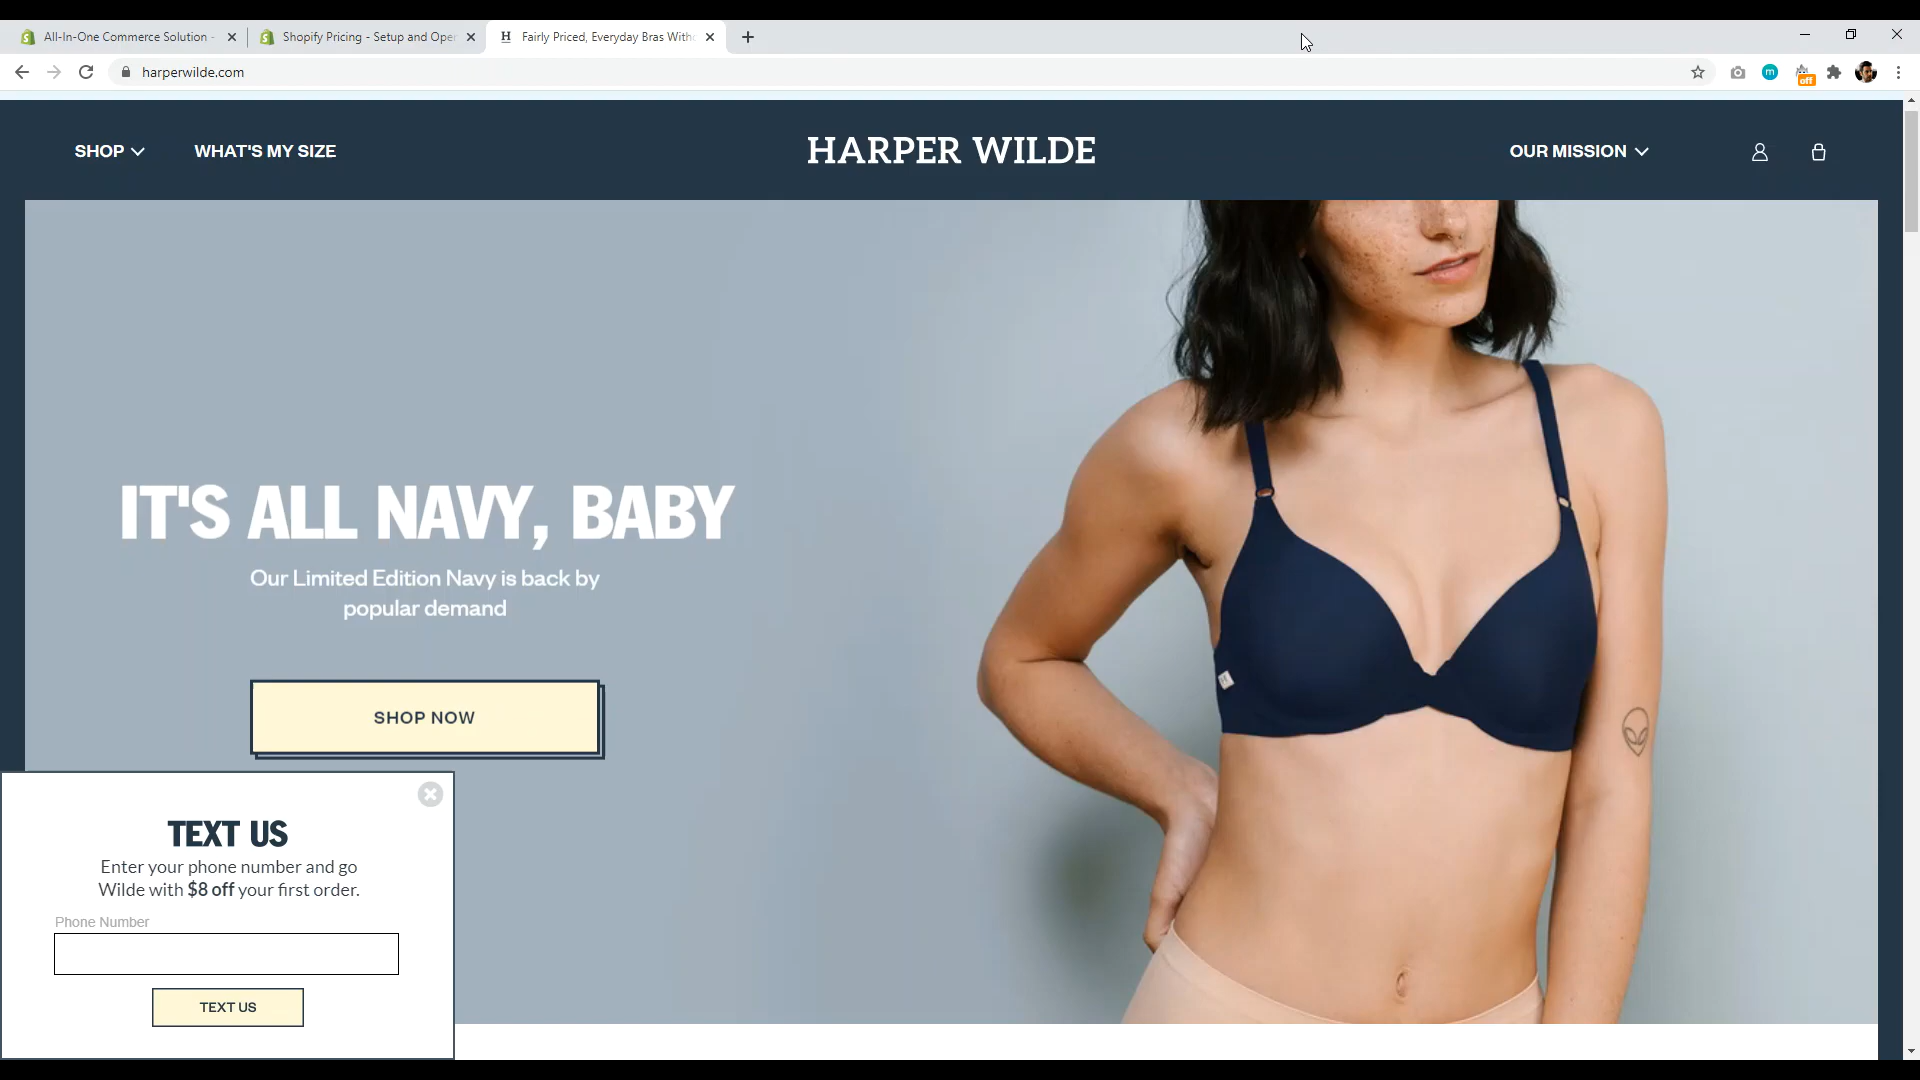 All-In-One Commerce Solution -
Shopify Pricing - Setup and Oper
H
Fairly Priced, Everyday Bras With
harperwilde.com
m
off
SHOP
WHAT'S MY SIZE
HARPER WILDE
OUR MISSION
IT'S ALL NAVY, BABY
Our Limited Edition Navy is back by
popular demand
SHOP NOW
TEXT US
Enter your phone number and go
Wilde with $8 off your first order.
Phone Number
TEXT US